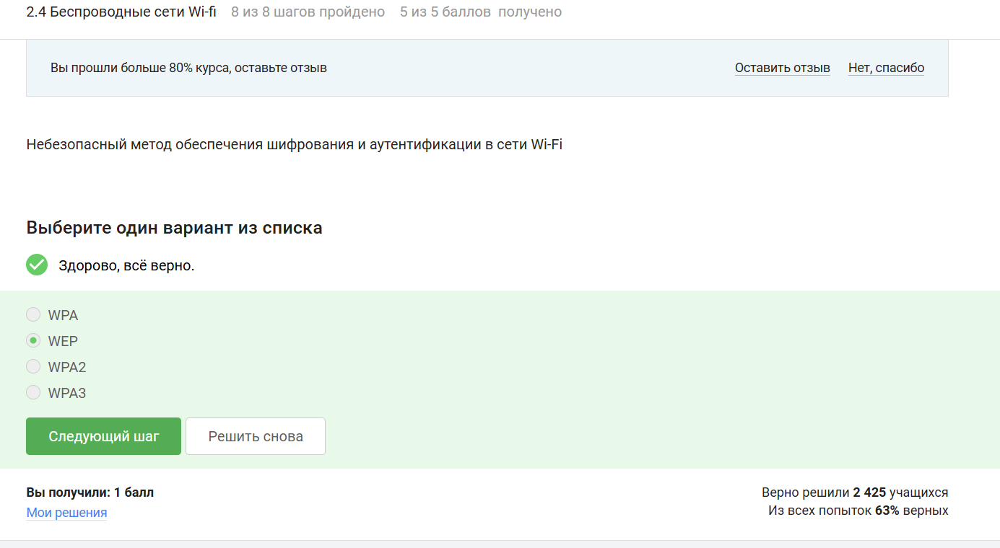 2.4 Беспроводные сети Wi-fi 8 из 8 шагов пройдено 5 из 5 баллов получено
Вы прошли больше 80% курса, оставьте отзыв Оставить отзыв Нет, спасибо
Небезопасный метод обеспечения шифрования и аутентификации в сети Wi-Fi
Выберите один вариант из списка
Здорово, всё верно.
WPA
WEP
WPA2
WPA3
Следующий шаг Решить снова
Вы получили: 1 балл Верно решили 2 425 учащихся
Мои решения Из всех попыток 63% верных